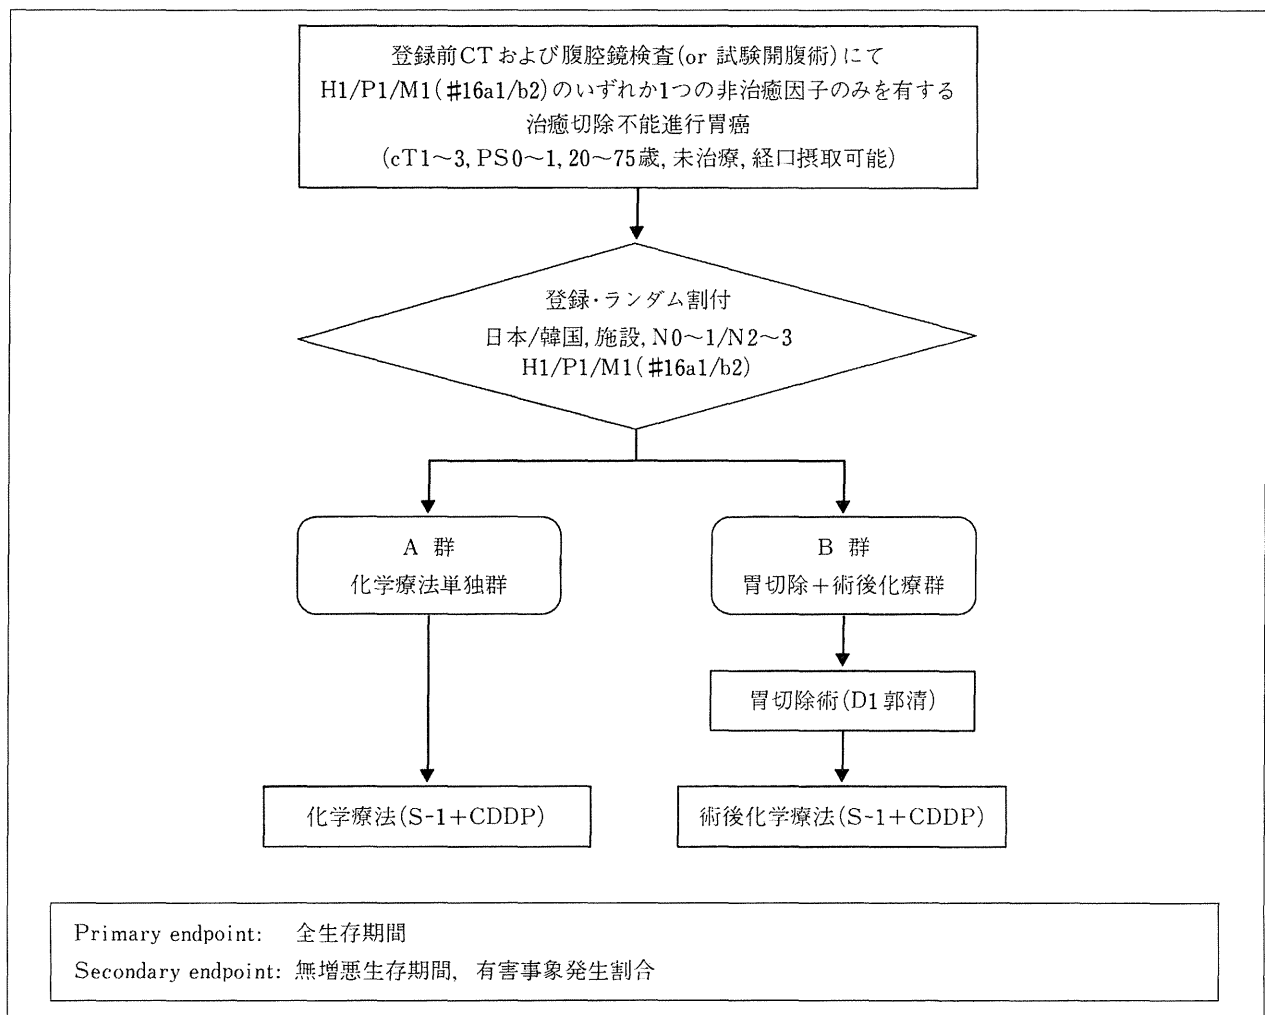 登録前CTおよび腹腔鏡検査(or 試験開腹術)にて
H1/P1/M1(#16a1/b2)のいずれか1つの非治癒因子のみを有する
治癒切除不能進行胃癌
(cT1〜3, PS0〜1, 20〜75歳, 未治療, 経口摂取可能)
登録・ランダム割付
日本/韓国, 施設, N0〜1/N2〜3
H1/P1/M1(#16a1/b2)
A 群
化学療法単独群
B 群
胃切除+術後化療群
胃切除術(D1郭清)
化学療法(S-1+CDDP)
術後化学療法(S-1+CDDP)
Primary endpoint: 全生存期間
Secondary endpoint: 無増悪生存期間, 有害事象発生割合